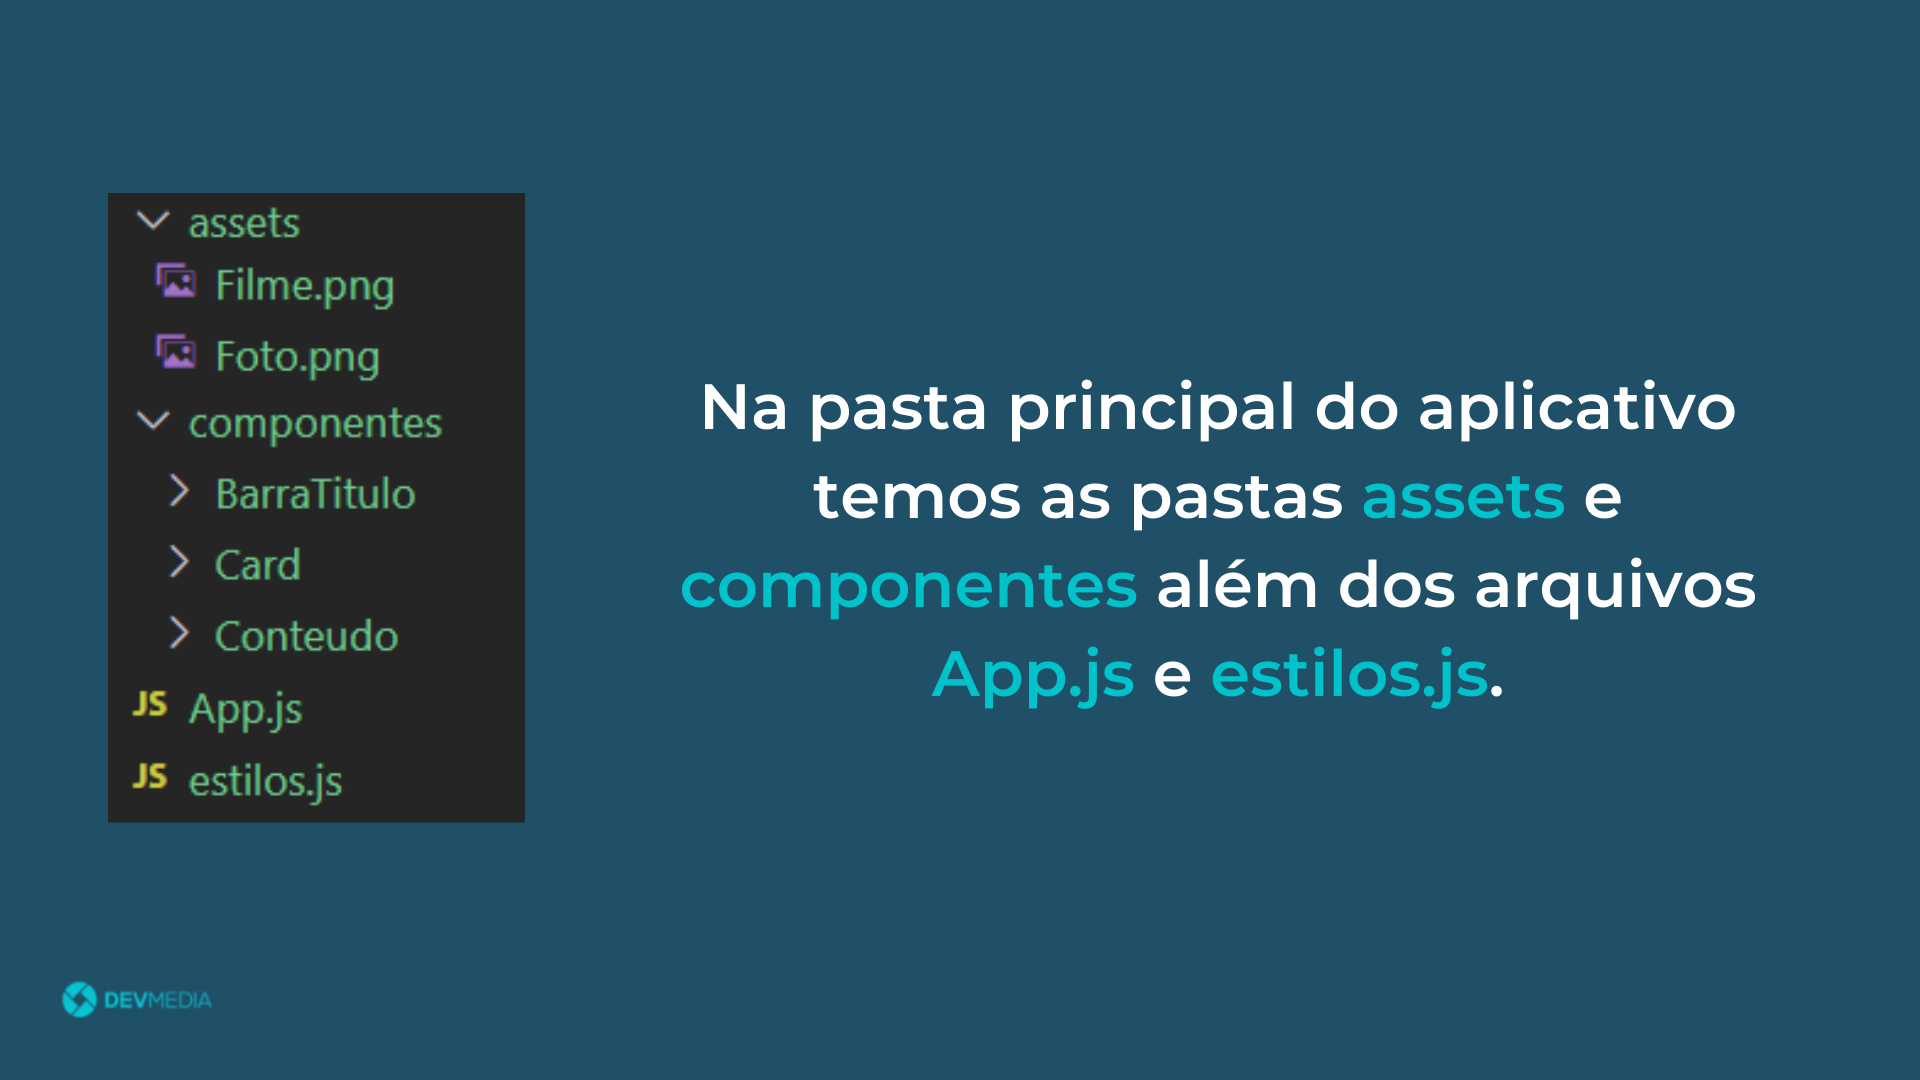 assets
Filme.png
Foto.png
componentes
BarraTitulo
Card
Conteudo
JS App.js
JS estilos.js
Na pasta principal do aplicativo
temos as pastas assets e
componentes além dos arquivos
App.js e estilos.js.
DEVMEDIA